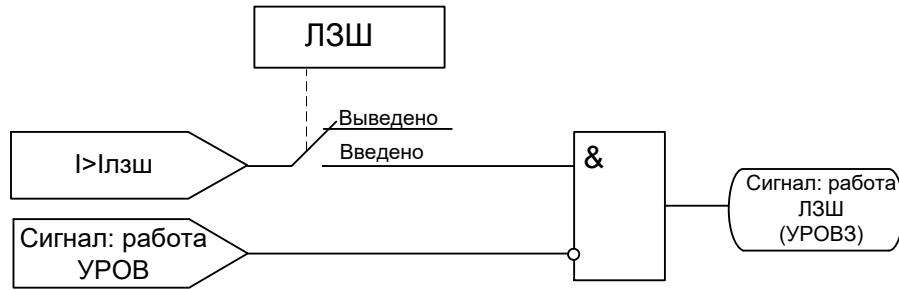 ЛЗШ
Выведено
Введено
I>Iлзш
&
Сигнал: работа
ЛЗШ
(УРОВЗ)
Сигнал: работа
УРОВ